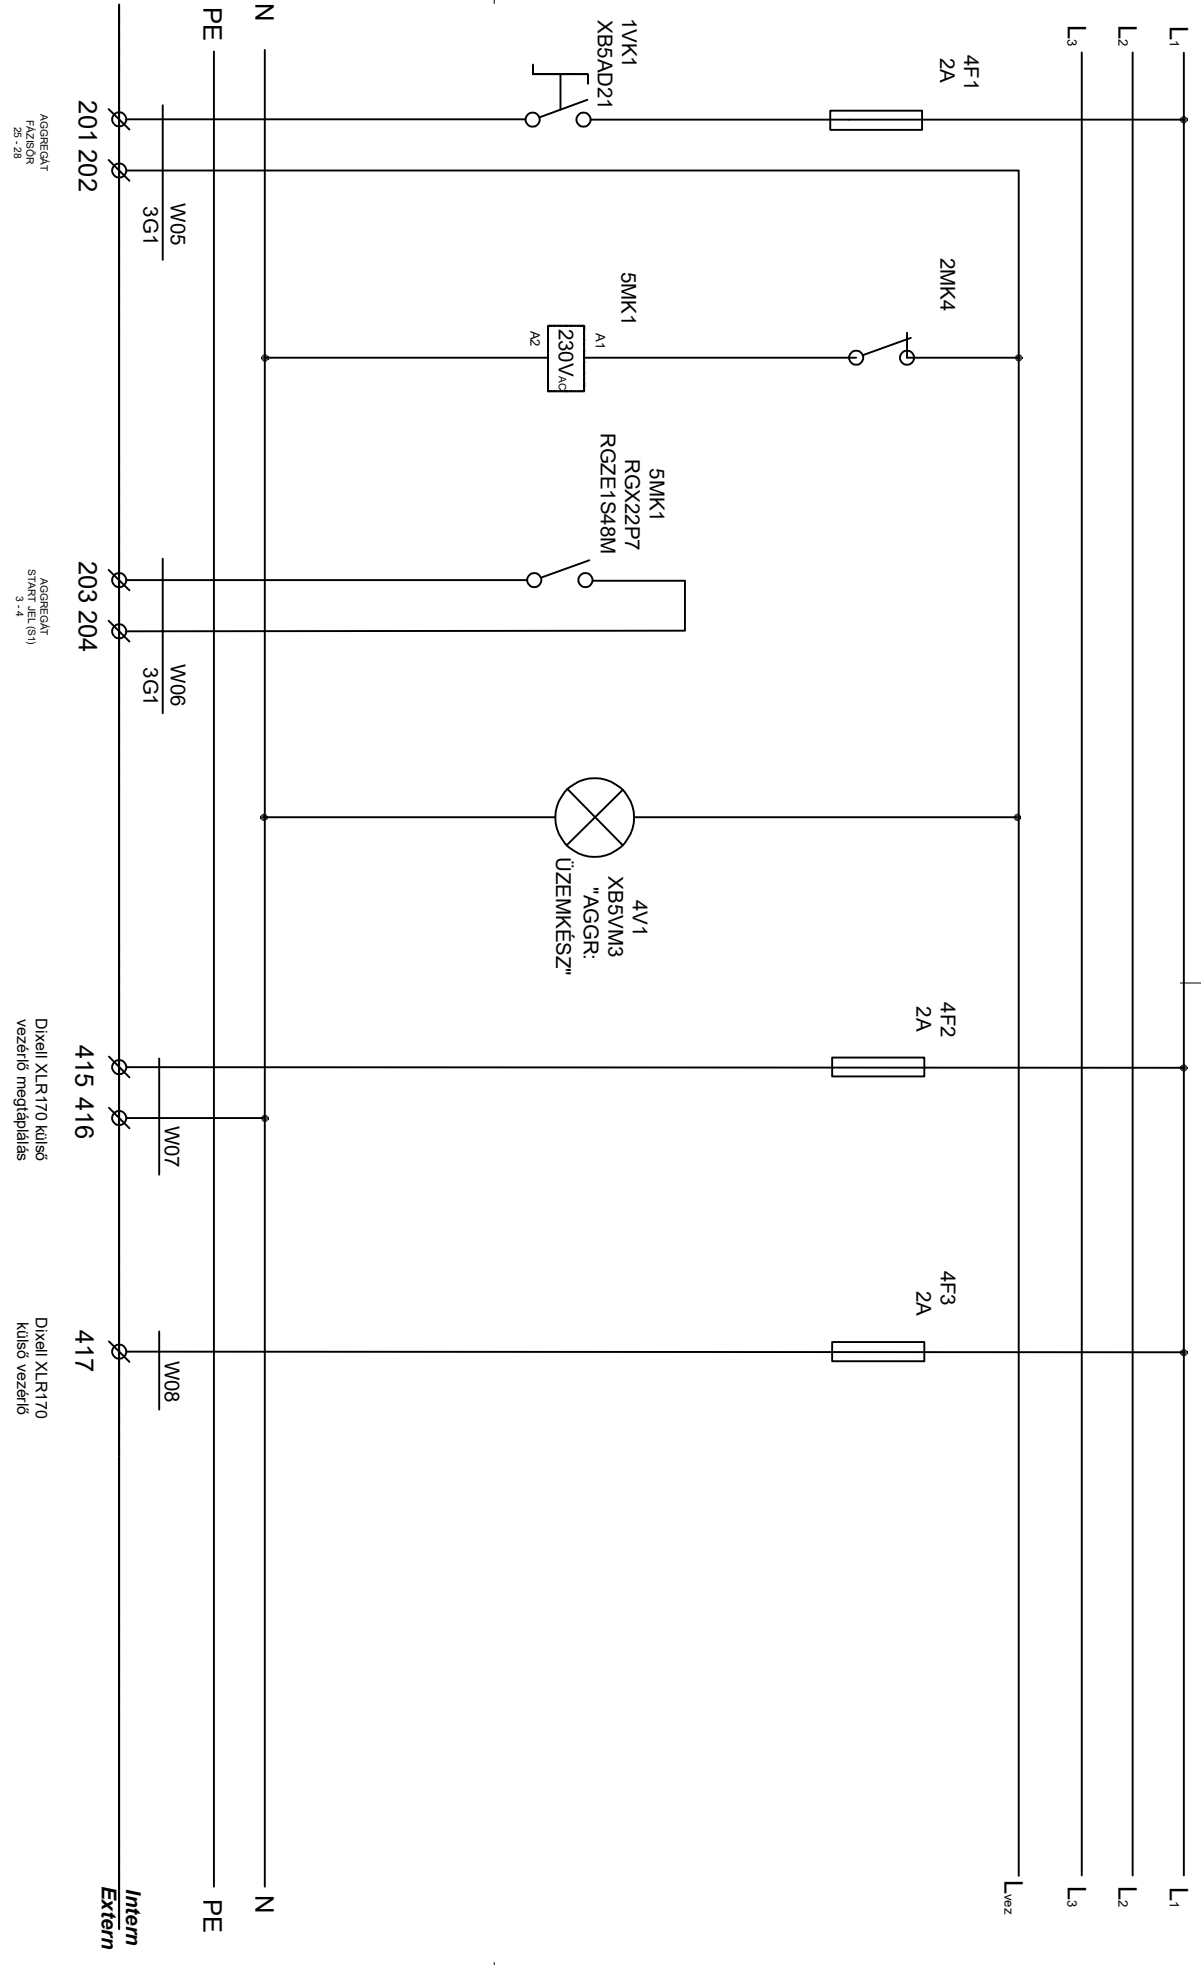 L1
L2
L3
N
PE
4F1
2A
1VK1
XB5AD21
201 202
AGGREGÁT
FÁZISŐR
25 - 28
W05
3G1
2MK4
5MK1
A1
230VAC
A2
5MK1
RGX22P7
RGZE1S48M
203 204
AGGREGÁT
START JEL (S1)
3 - 4
W06
3G1
4V1
XB5VM3
"AGGR:
ÜZEMKÉSZ"
4F2
2A
415 416
W07
Dixell XLR170 külső
vezérlő megtáplálás
4F3
2A
417
W08
Dixell XLR170
külső vezérlő
L1
L2
L3
Lvez
N
PE
Intern
Extern